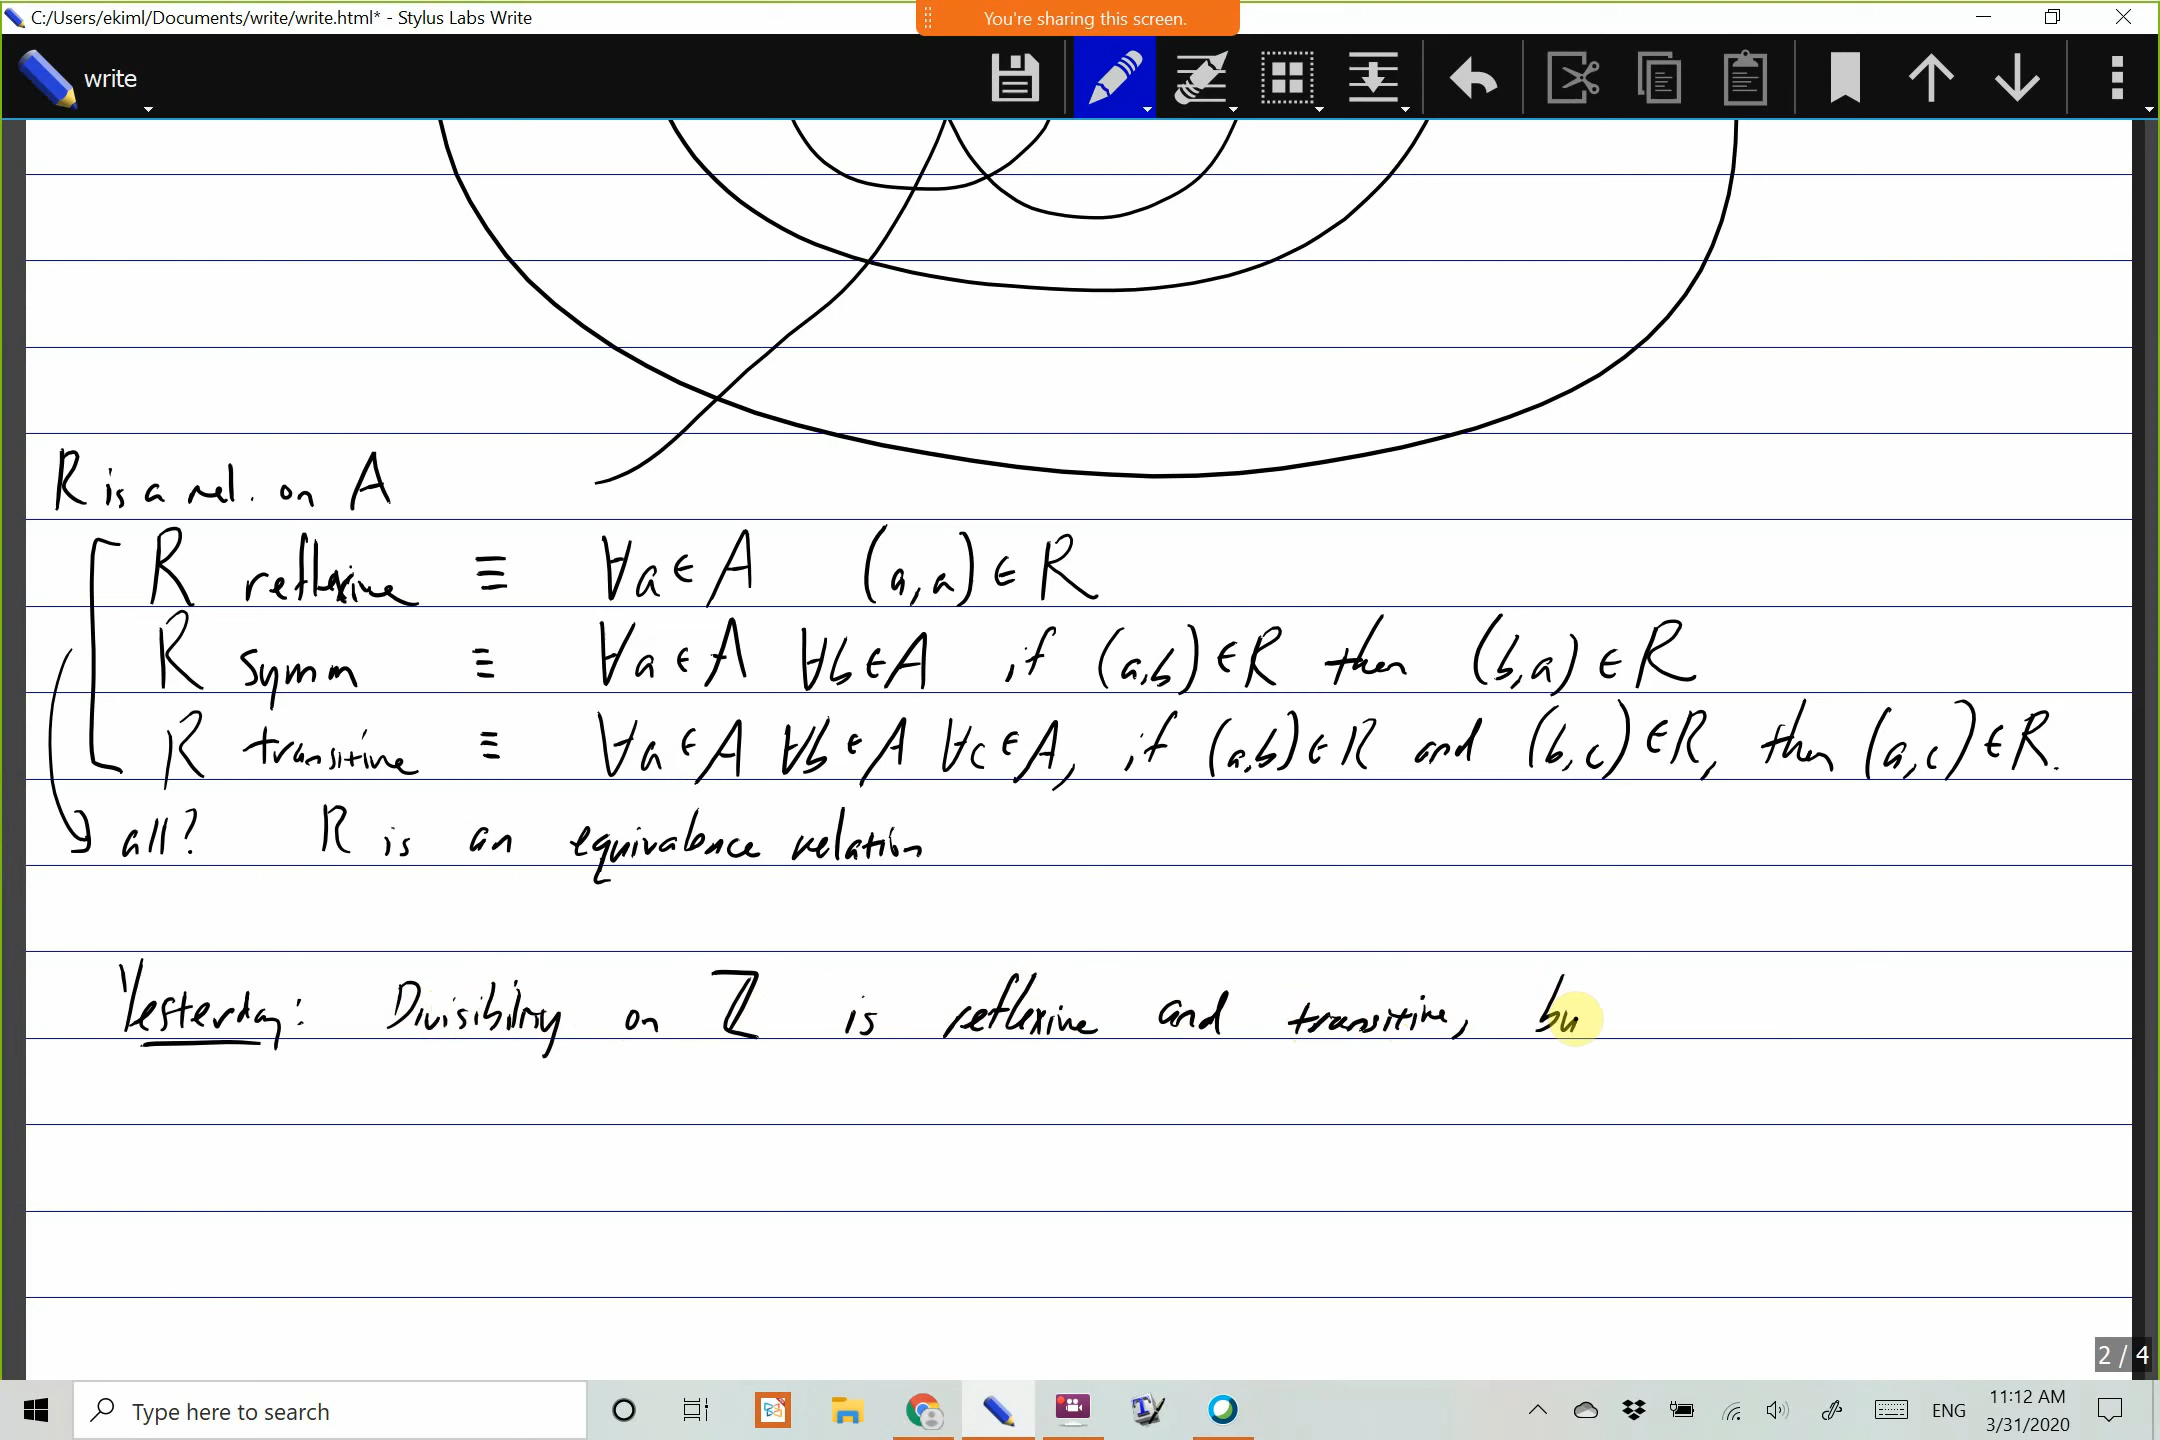 C:/Users/ekiml/Documents/write/write.html* - Stylus Labs Write
You're sharing this screen.
write
R is a rel. on A
R reflexive ≡ ∀a ∈ A (a,a) ∈ R
R symm ≡ ∀a ∈ A ∀b ∈ A if (a,b) ∈ R then (b,a) ∈ R
R transitive ≡ ∀a ∈ A ∀b ∈ A ∀c ∈ A, if (a,b) ∈ R and (b,c) ∈ R, then (a,c) ∈ R.
all? R is an equivalence relation
Yesterday: Divisibility on ℤ is reflexive and transitive, bu
2 / 4
Type here to search
ENG
11:12 AM
3/31/2020